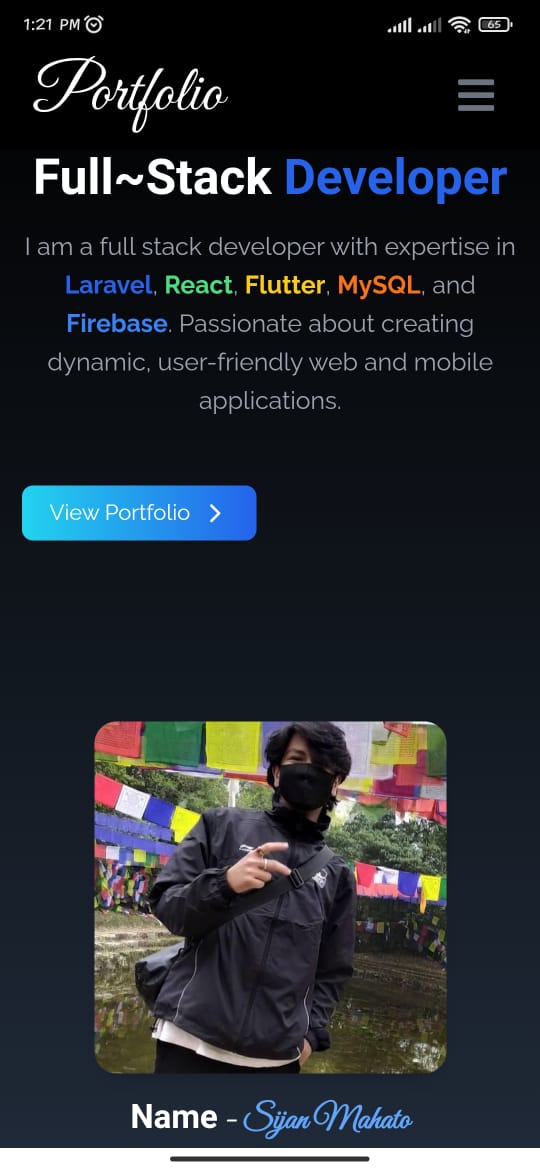 1:21 PM 65
Portfolio
Full~Stack Developer
I am a full stack developer with expertise in
Laravel, React, Flutter, MySQL, and
Firebase. Passionate about creating
dynamic, user-friendly web and mobile
applications.
View Portfolio
Name - Sijan Mahato